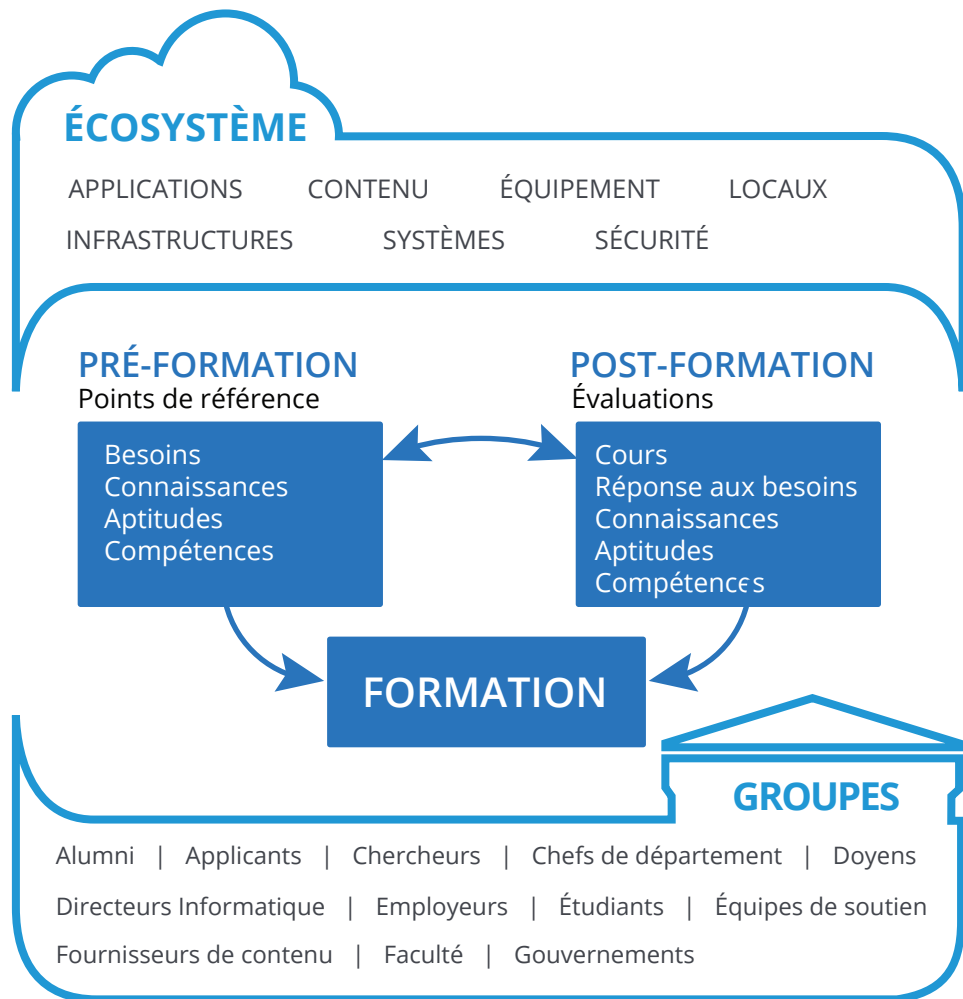 ÉCOSYSTÈME
APPLICATIONS CONTENU ÉQUIPEMENT LOCAUX
INFRASTRUCTURES SYSTÈMES SÉCURITÉ
PRÉ-FORMATION
Points de référence
Besoins
Connaissances
Aptitudes
Compétences
POST-FORMATION
Évaluations
Cours
Réponse aux besoins
Connaissances
Aptitudes
Compétences
FORMATION
GROUPES
Alumni | Applicants | Chercheurs | Chefs de département | Doyens
Directeurs Informatique | Employeurs | Étudiants | Équipes de soutien
Fournisseurs de contenu | Faculté | Gouvernements